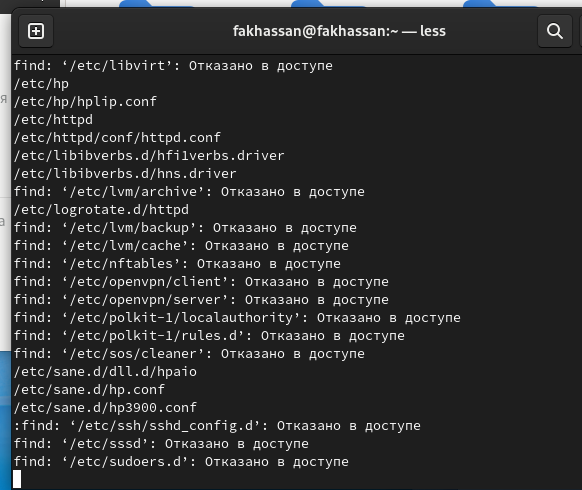 fakhassan@fakhassan:~ — less
find: ‘/etc/libvirt’: Отказано в доступе
я
/etc/hp
/etc/hp/hplip.conf
/etc/httpd
/etc/httpd/conf/httpd.conf
/etc/libibverbs.d/hfi1verbs.driver
/etc/libibverbs.d/hns.driver
find: ‘/etc/lvm/archive’: Отказано в доступе
/etc/logrotate.d/httpd
а
find: ‘/etc/lvm/backup’: Отказано в доступе
find: ‘/etc/lvm/cache’: Отказано в доступе
find: ‘/etc/nftables’: Отказано в доступе
find: ‘/etc/openvpn/client’: Отказано в доступе
find: ‘/etc/openvpn/server’: Отказано в доступе
find: ‘/etc/polkit-1/localauthority’: Отказано в доступе
find: ‘/etc/polkit-1/rules.d’: Отказано в доступе
find: ‘/etc/sos/cleaner’: Отказано в доступе
/etc/sane.d/dll.d/hpaio
/etc/sane.d/hp.conf
/etc/sane.d/hp3900.conf
:find: ‘/etc/ssh/sshd_config.d’: Отказано в доступе
find: ‘/etc/sssd’: Отказано в доступе
find: ‘/etc/sudoers.d’: Отказано в доступе